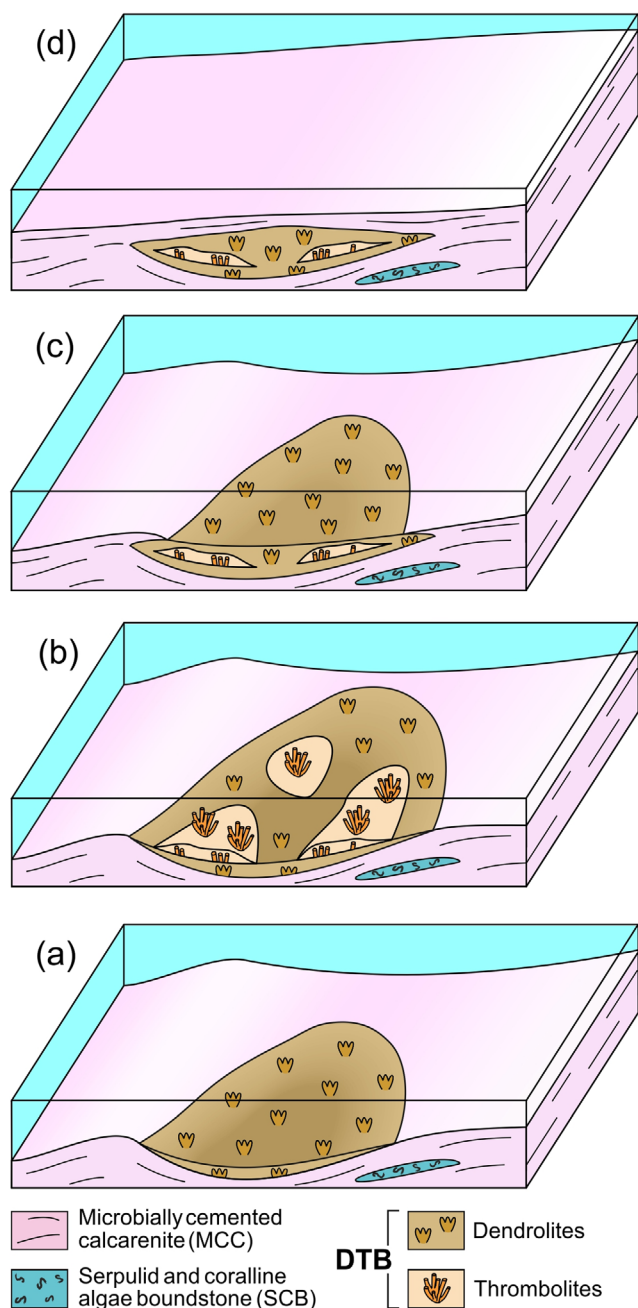 (d)
(c)
(b)
(a)
Microbially cemented
calcarenite (MCC)
Serpulid and coralline
algae boundstone (SCB)
DTB
Dendrolites
Thrombolites